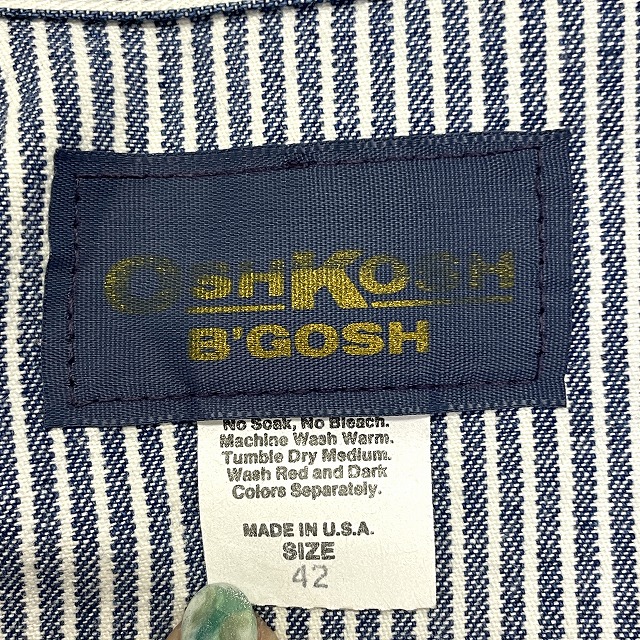 OSHKOSH
B'GOSH
No Soak, No Bleach.
Machine Wash Warm.
Tumble Dry Medium.
Wash Red and Dark
Colors Separately.
MADE IN U.S.A.
SIZE
42